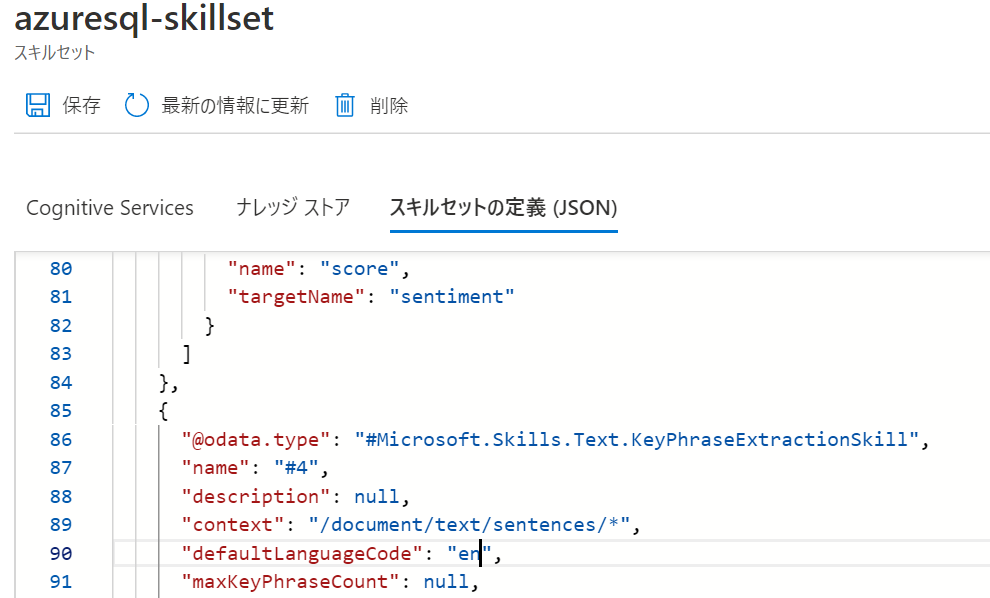 azuresql-skillset
スキルセット
保存 最新の情報に更新 削除
Cognitive Services ナレッジ ストア スキルセットの定義 (JSON)
80 "name": "score",
81 "targetName": "sentiment"
82 }
83 ]
84 },
85 {
86 "@odata.type": "#Microsoft.Skills.Text.KeyPhraseExtractionSkill",
87 "name": "#4",
88 "description": null,
89 "context": "/document/text/sentences/*",
90 "defaultLanguageCode": "en",
91 "maxKeyPhraseCount": null,